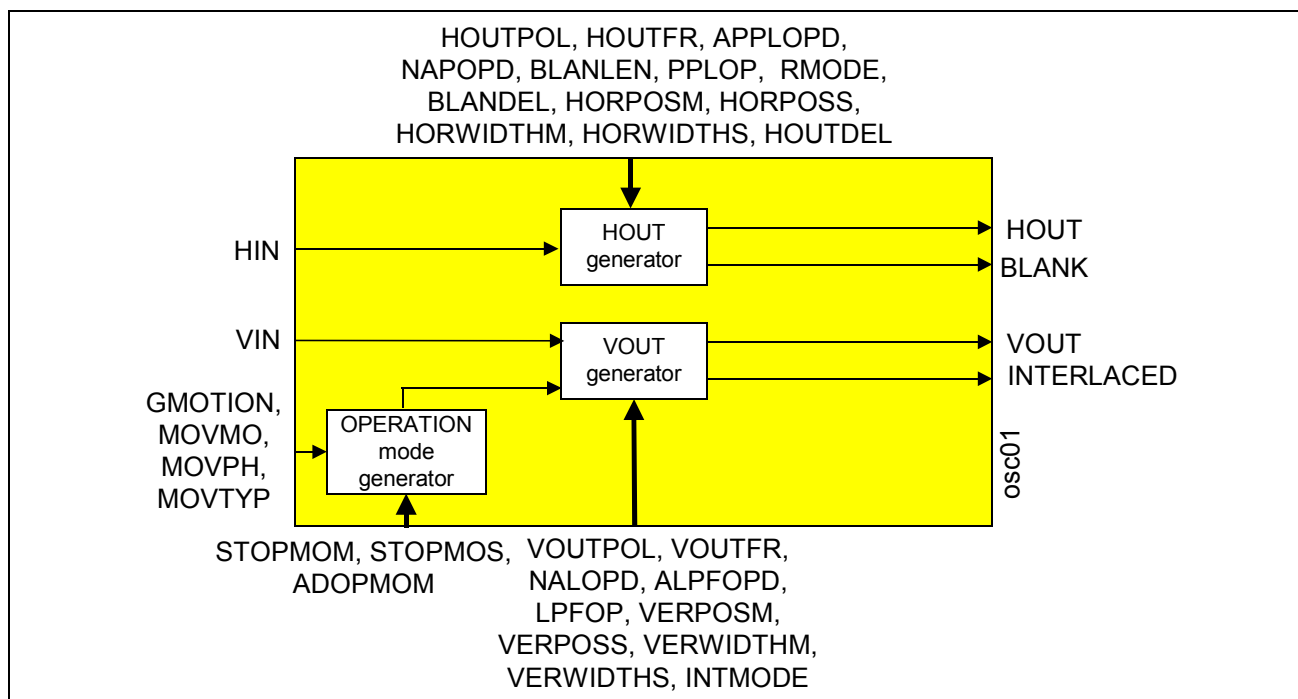 HOUTPOL, HOUTFR, APPLOPD,
NAPOPD, BLANLEN, PPLOP, RMODE,
BLANDEL, HORPOSM, HORPOSS,
HORWIDTHM, HORWIDTHS, HOUTDEL
HIN
HOUT
generator
HOUT
BLANK
VIN
VOUT
generator
VOUT
INTERLACED
GMOTION,
MOVMO,
MOVPH,
MOVTYP
OPERATION
mode
generator
osc01
STOPMOM, STOPMOS,
ADOPMOM
VOUTPOL, VOUTFR,
NALOPD, ALPFOPD,
LPFOP, VERPOSM,
VERPOSS, VERWIDTHM,
VERWIDTHS, INTMODE